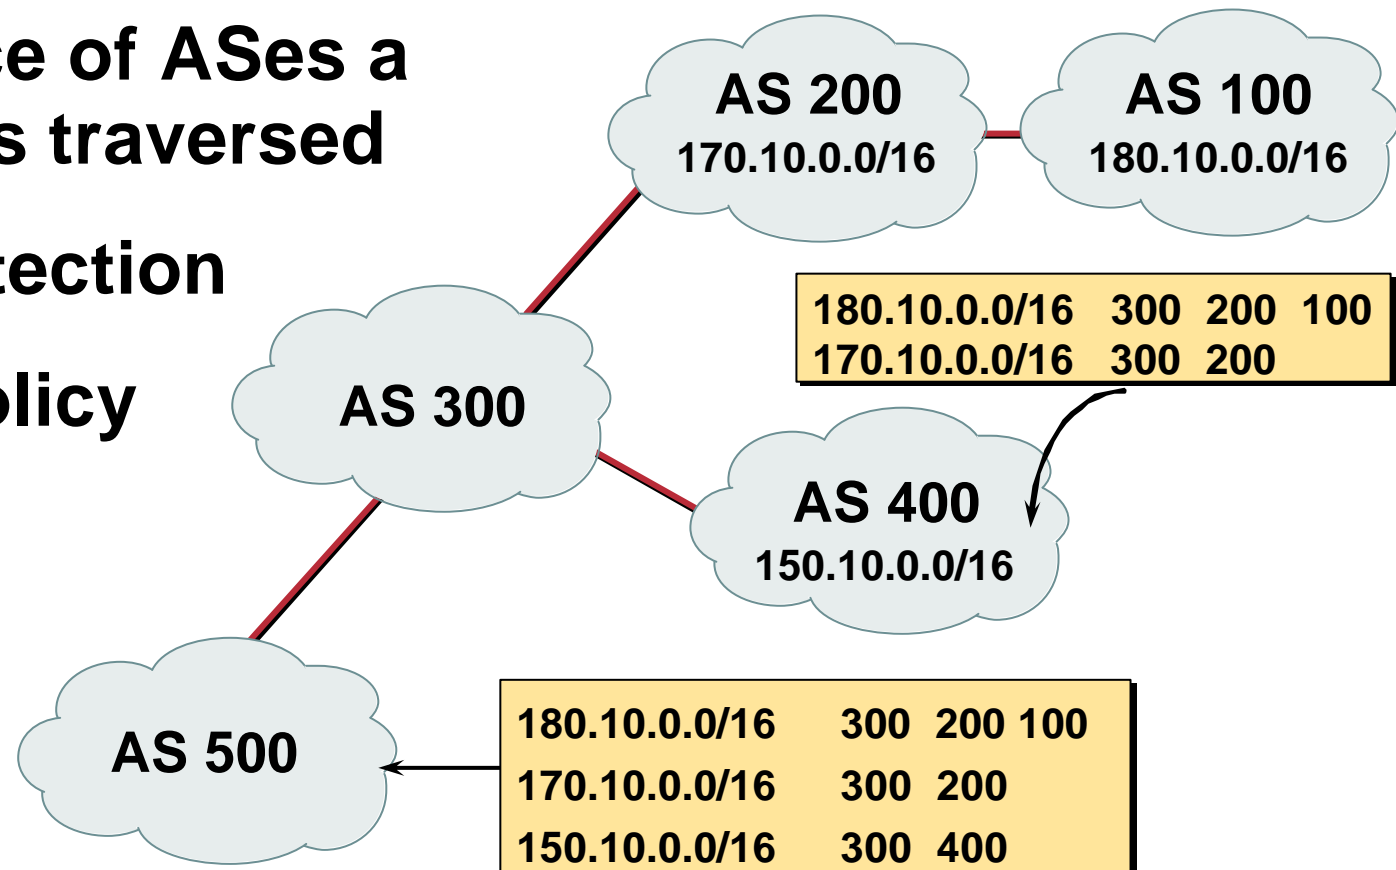 ce of ASes a
s traversed
tection
olicy
AS 200
170.10.0.0/16
AS 100
180.10.0.0/16
180.10.0.0/16 300 200 100
170.10.0.0/16 300 200
AS 300
AS 400
150.10.0.0/16
AS 500
180.10.0.0/16 300 200 100
170.10.0.0/16 300 200
150.10.0.0/16 300 400